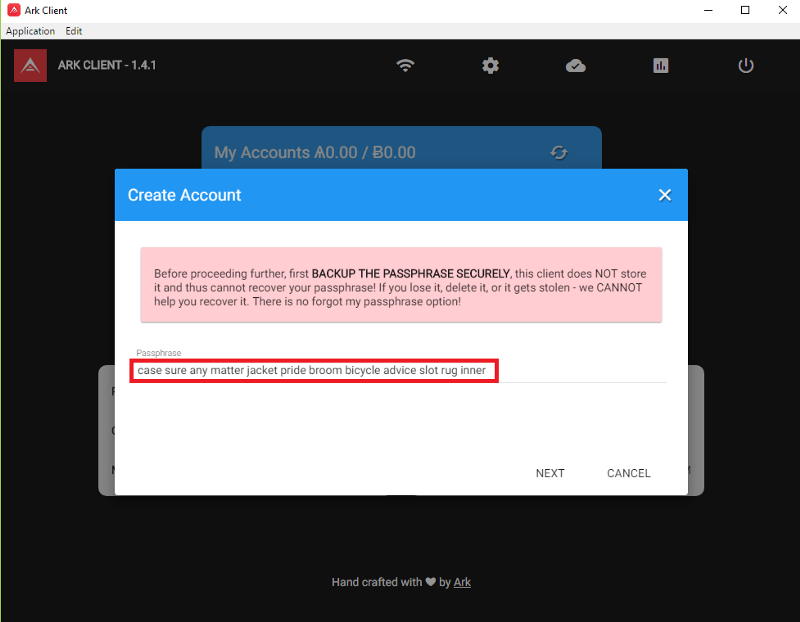 Ark Client
Application Edit
ARK CLIENT - 1.4.1
My Accounts Ѧ0.00 / Ƀ0.00
Create Account
Before proceeding further, first BACKUP THE PASSPHRASE SECURELY, this client does NOT store
it and thus cannot recover your passphrase! If you lose it, delete it, or it gets stolen - we CANNOT
help you recover it. There is no forgot my passphrase option!
Passphrase
case sure any matter jacket pride broom bicycle advice slot rug inner
NEXT CANCEL
Hand crafted with ♥ by Ark